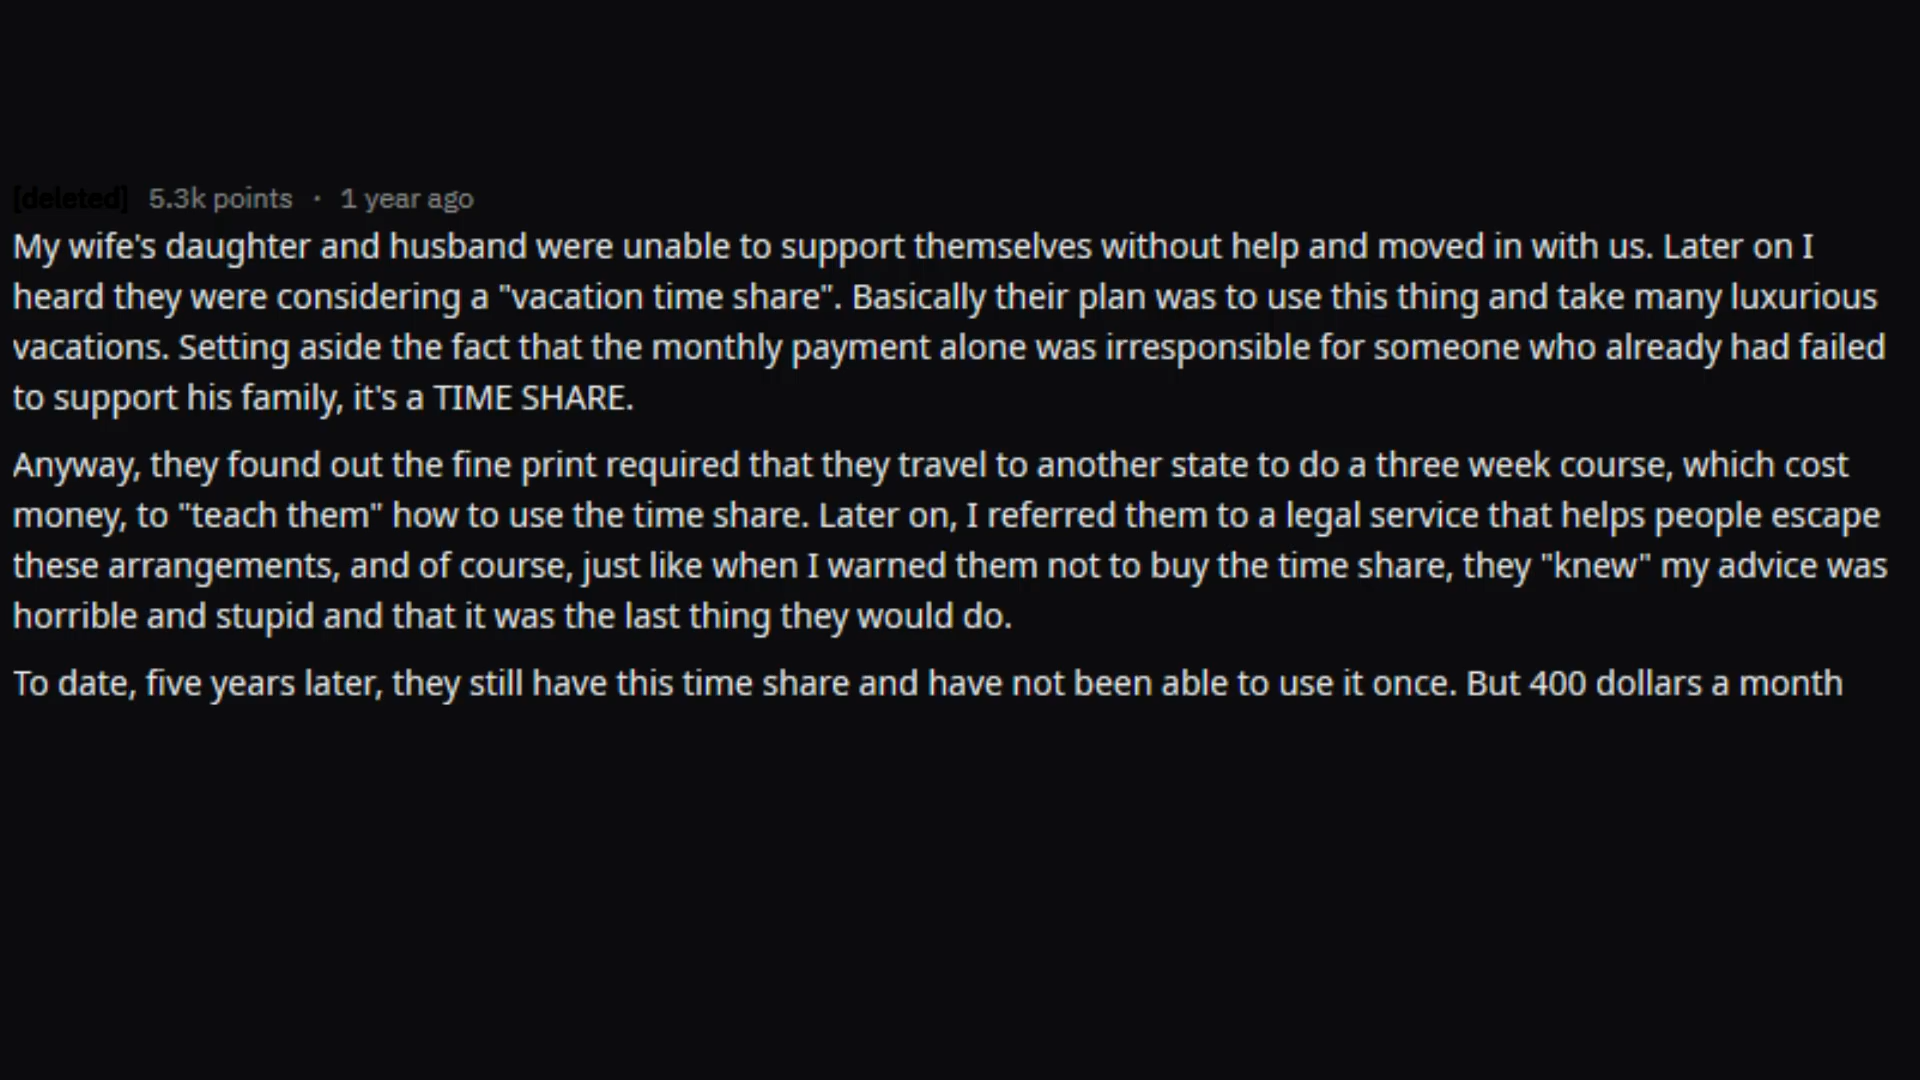 [deleted] 5.3k points · 1 year ago
My wife's daughter and husband were unable to support themselves without help and moved in with us. Later on I
heard they were considering a "vacation time share". Basically their plan was to use this thing and take many luxurious
vacations. Setting aside the fact that the monthly payment alone was irresponsible for someone who already had failed
to support his family, it's a TIME SHARE.
Anyway, they found out the fine print required that they travel to another state to do a three week course, which cost
money, to "teach them" how to use the time share. Later on, I referred them to a legal service that helps people escape
these arrangements, and of course, just like when I warned them not to buy the time share, they "knew" my advice was
horrible and stupid and that it was the last thing they would do.
To date, five years later, they still have this time share and have not been able to use it once. But 400 dollars a month